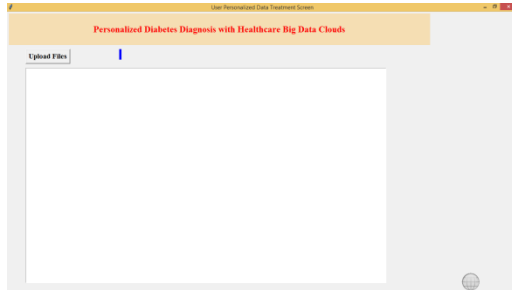 User Personalized Data Treatment Screen
Personalized Diabetes Diagnosis with Healthcare Big Data Clouds
Upload Files